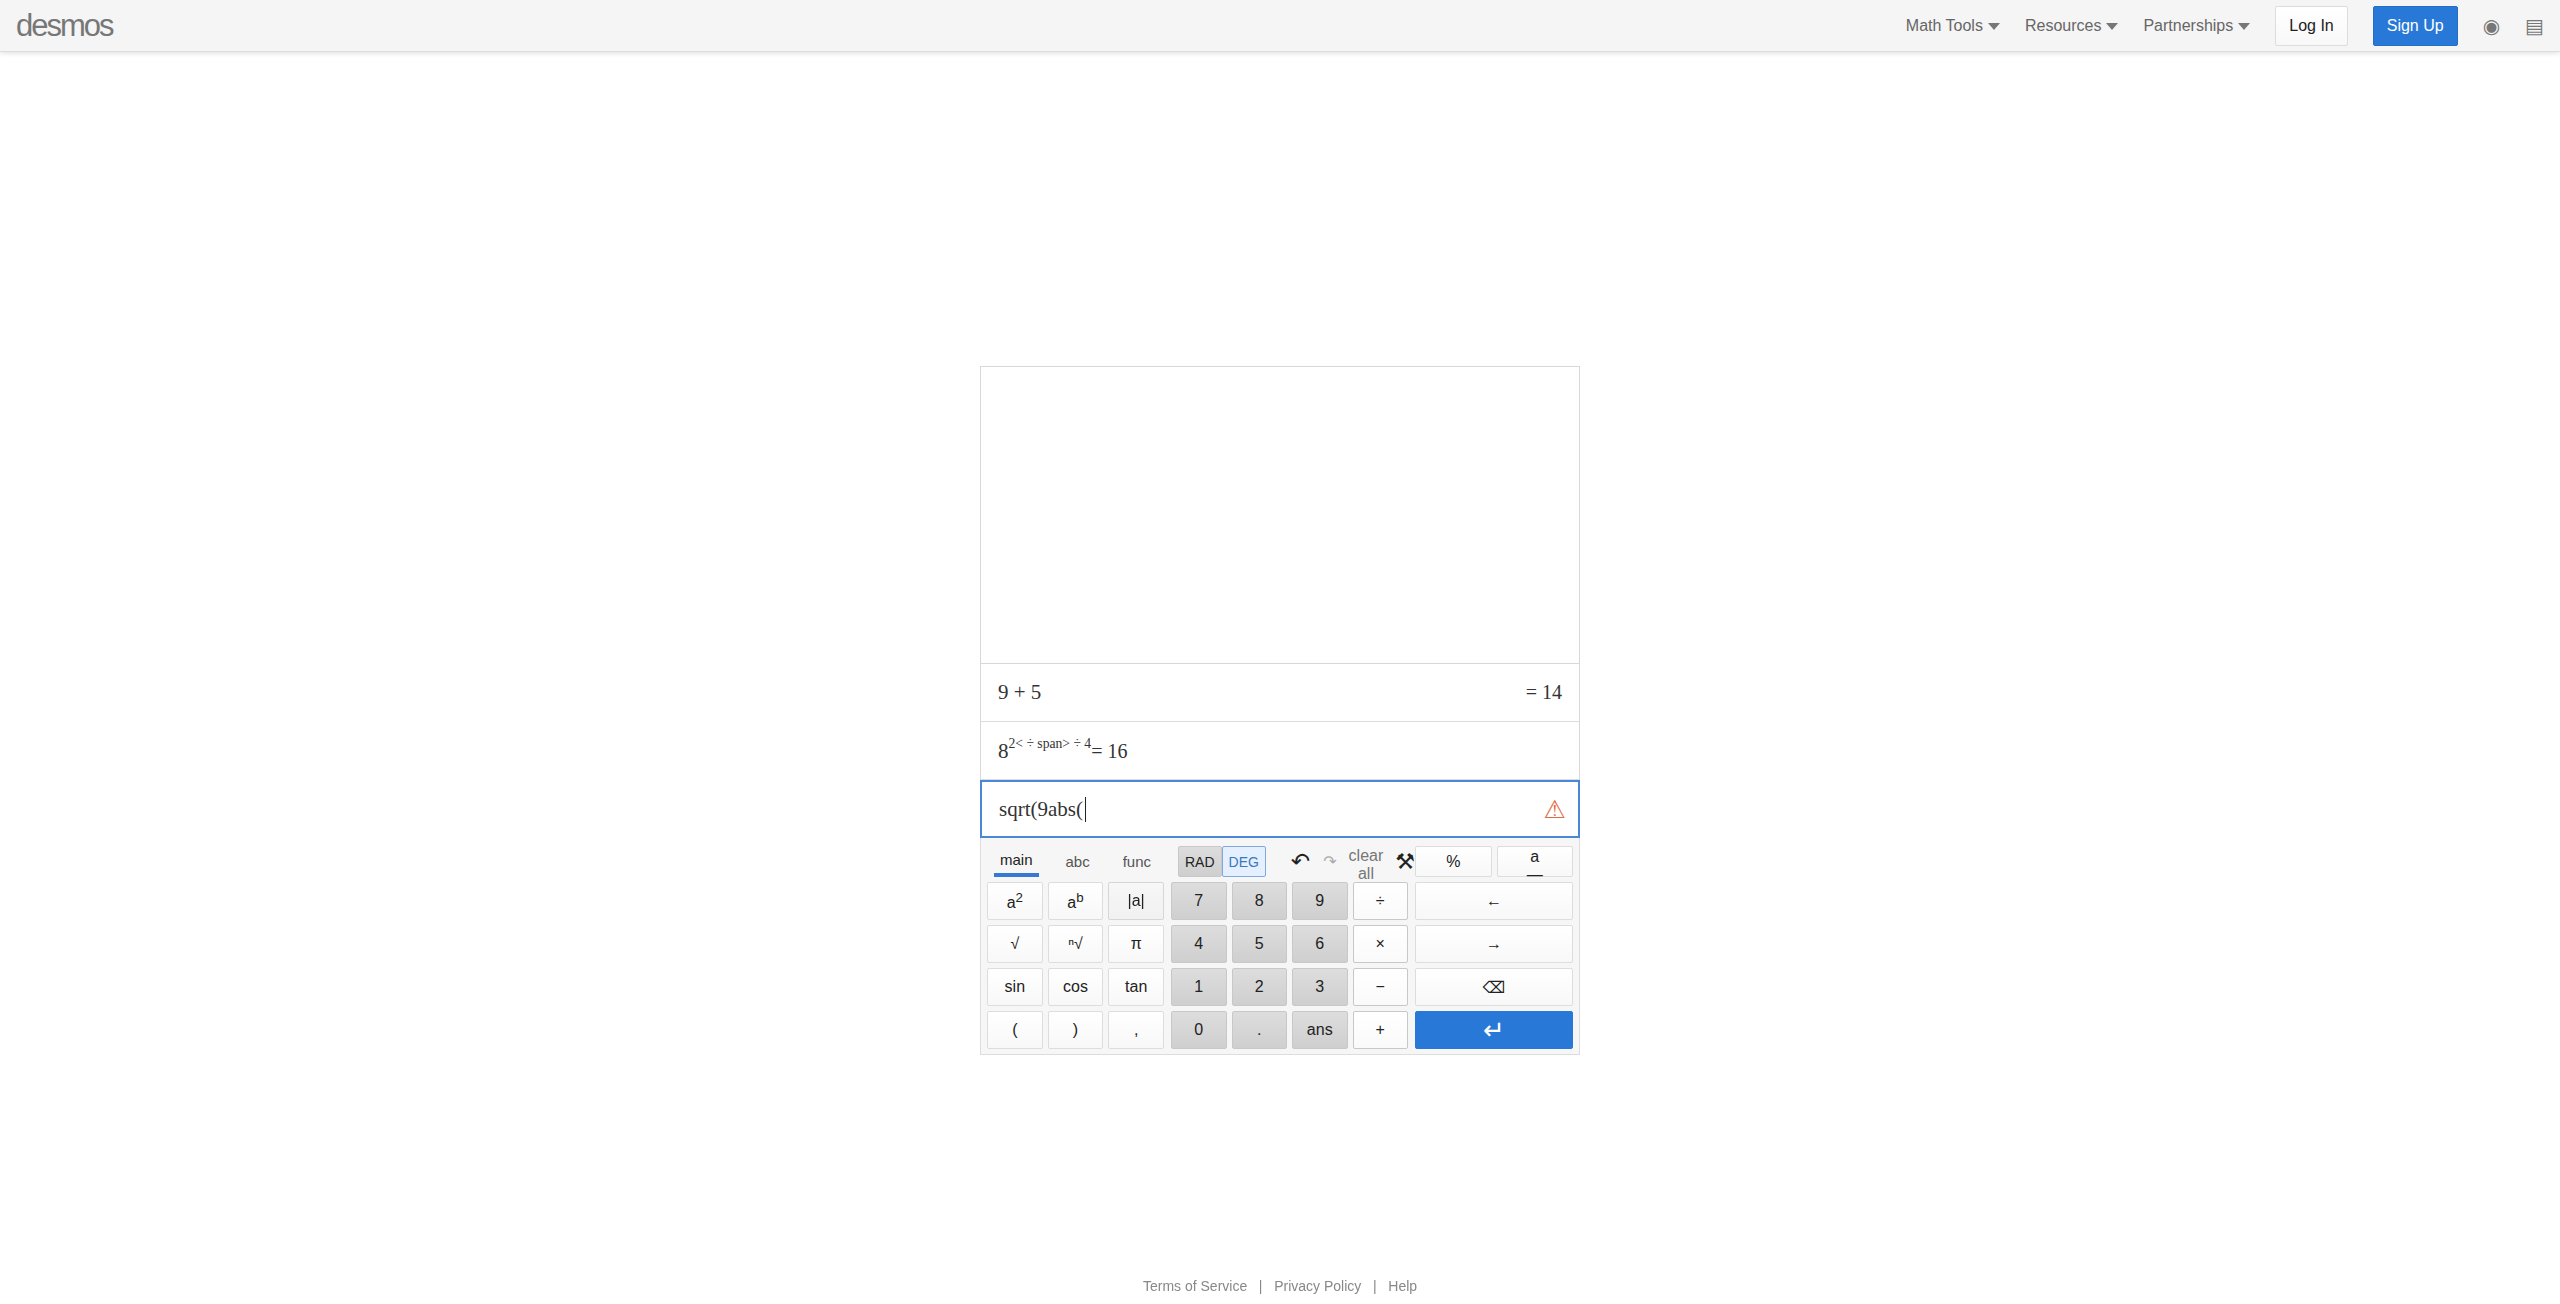 desmos Math Tools Resources Partnerships Log In Sign Up
9 + 5 = 14
8^2< ÷ span> ÷ 4 = 16
sqrt(9abs(
main abc func RAD DEG clear all % a
a² aᵇ |a| 7 8 9 ÷ ←
√ ⁿ√ π 4 5 6 × →
sin cos tan 1 2 3 −
( ) , 0 . ans +
Terms of Service | Privacy Policy | Help